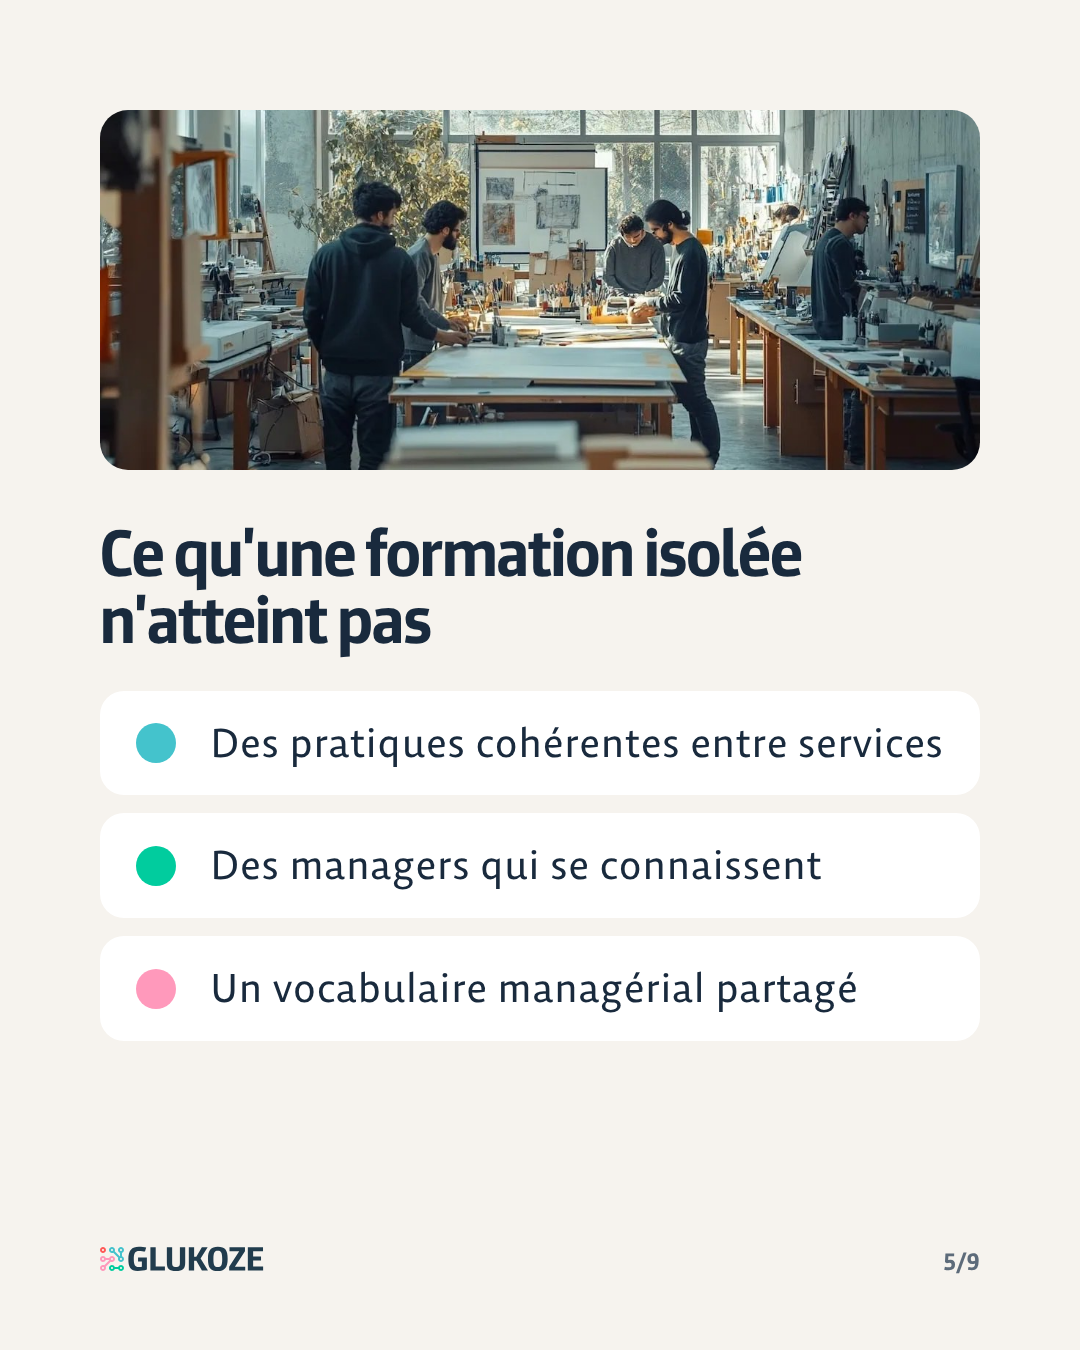 Ce qu'une formation isolée
n'atteint pas
Des pratiques cohérentes entre services
Des managers qui se connaissent
Un vocabulaire managérial partagé
GLUKOZE
5/9